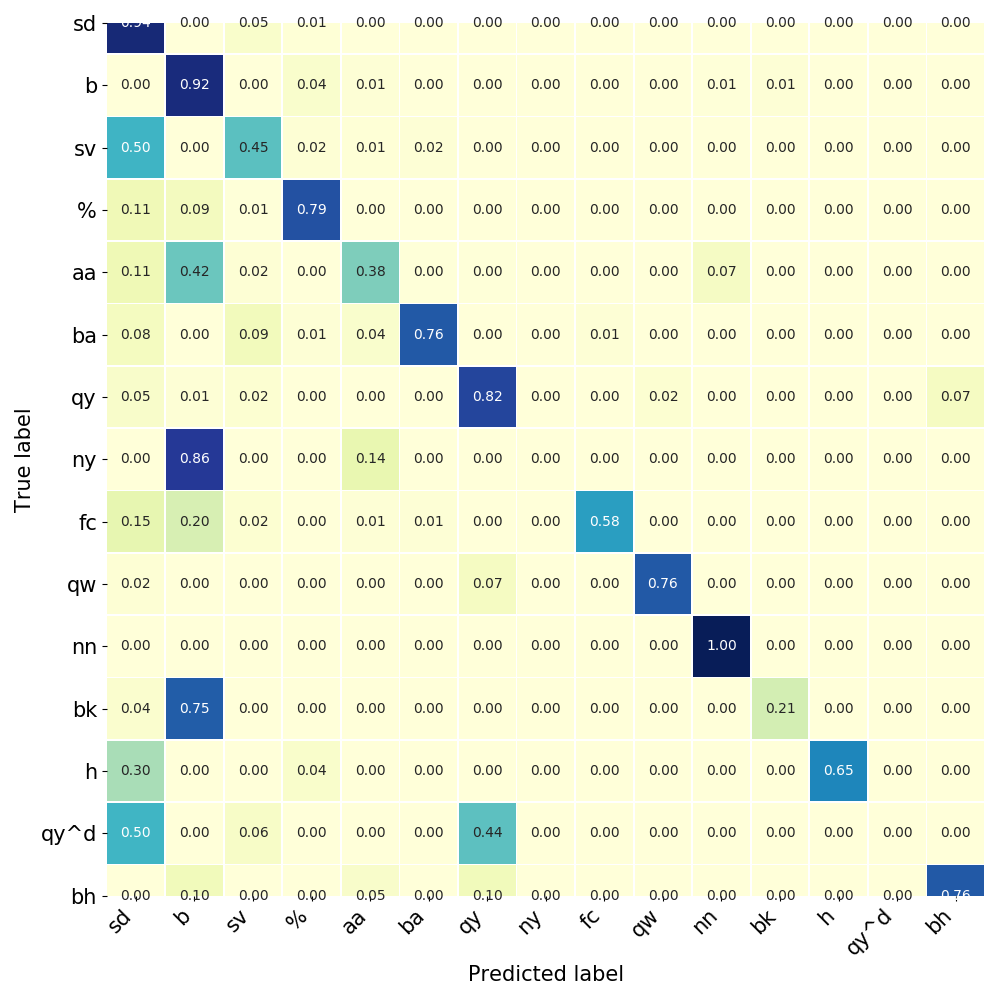 sd 0.94 0.00 0.05 0.01 0.00 0.00 0.00 0.00 0.00 0.00 0.00 0.00 0.00 0.00 0.00
b 0.00 0.92 0.00 0.04 0.01 0.00 0.00 0.00 0.00 0.00 0.01 0.01 0.00 0.00 0.00
sv 0.50 0.00 0.45 0.02 0.01 0.02 0.00 0.00 0.00 0.00 0.00 0.00 0.00 0.00 0.00
% 0.11 0.09 0.01 0.79 0.00 0.00 0.00 0.00 0.00 0.00 0.00 0.00 0.00 0.00 0.00
aa 0.11 0.42 0.02 0.00 0.38 0.00 0.00 0.00 0.00 0.00 0.07 0.00 0.00 0.00 0.00
ba 0.08 0.00 0.09 0.01 0.04 0.76 0.00 0.00 0.01 0.00 0.00 0.00 0.00 0.00 0.00
qy 0.05 0.01 0.02 0.00 0.00 0.00 0.82 0.00 0.00 0.02 0.00 0.00 0.00 0.00 0.07
ny 0.00 0.86 0.00 0.00 0.14 0.00 0.00 0.00 0.00 0.00 0.00 0.00 0.00 0.00 0.00
fc 0.15 0.20 0.02 0.00 0.01 0.01 0.00 0.00 0.58 0.00 0.00 0.00 0.00 0.00 0.00
qw 0.02 0.00 0.00 0.00 0.00 0.00 0.07 0.00 0.00 0.76 0.00 0.00 0.00 0.00 0.00
nn 0.00 0.00 0.00 0.00 0.00 0.00 0.00 0.00 0.00 0.00 1.00 0.00 0.00 0.00 0.00
bk 0.04 0.75 0.00 0.00 0.00 0.00 0.00 0.00 0.00 0.00 0.00 0.21 0.00 0.00 0.00
h 0.30 0.00 0.00 0.04 0.00 0.00 0.00 0.00 0.00 0.00 0.00 0.00 0.65 0.00 0.00
qy^d 0.50 0.00 0.06 0.00 0.00 0.00 0.44 0.00 0.00 0.00 0.00 0.00 0.00 0.00 0.00
bh 0.00 0.10 0.00 0.00 0.05 0.00 0.10 0.00 0.00 0.00 0.00 0.00 0.00 0.00 0.76
sd b sv % aa ba qy ny fc qw nn bk h qy^d bh
True label
Predicted label